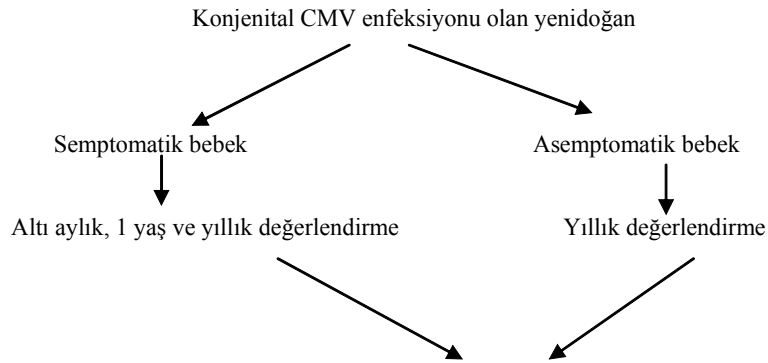 Konjenital CMV enfeksiyonu olan yenidoğan
Semptomatik bebek
Asemptomatik bebek
Altı aylık, 1 yaş ve yıllık değerlendirme
Yıllık değerlendirme